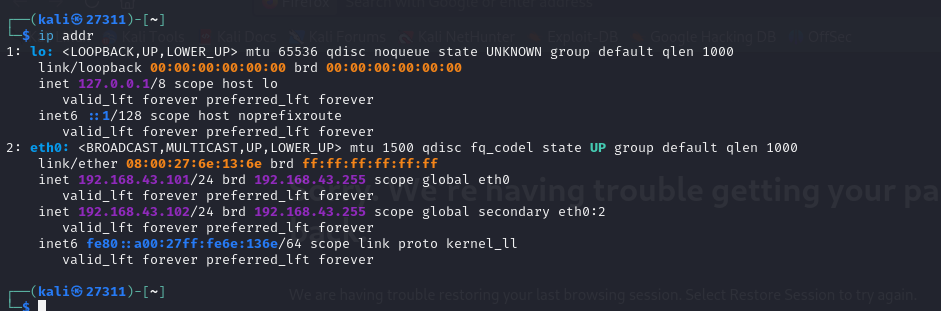 Firefox Search with Google or enter address
┌──(kali㉿27311)-[~]
└─$ ip addr
Kali Tools Kali Forums Kali NetHunter Exploit-DB Google Hacking DB OffSec
1: lo: <LOOPBACK,UP,LOWER_UP> mtu 65536 qdisc noqueue state UNKNOWN group default qlen 1000
    link/loopback 00:00:00:00:00:00 brd 00:00:00:00:00:00
    inet 127.0.0.1/8 scope host lo
       valid_lft forever preferred_lft forever
    inet6 ::1/128 scope host noprefixroute
       valid_lft forever preferred_lft forever
2: eth0: <BROADCAST,MULTICAST,UP,LOWER_UP> mtu 1500 qdisc fq_codel state UP group default qlen 1000
    link/ether 08:00:27:6e:13:6e brd ff:ff:ff:ff:ff:ff
    inet 192.168.43.101/24 brd 192.168.43.255 scope global eth0
       valid_lft forever preferred_lft forever
We're having trouble getting your pa
    inet 192.168.43.102/24 brd 192.168.43.255 scope global secondary eth0:2
       valid_lft forever preferred_lft forever
    inet6 fe80::a00:27ff:fe6e:136e/64 scope link proto kernel_ll
       valid_lft forever preferred_lft forever
┌──(kali㉿27311)-[~]
We are having trouble restoring your last browsing session. Select Restore Session to try again.
└─$